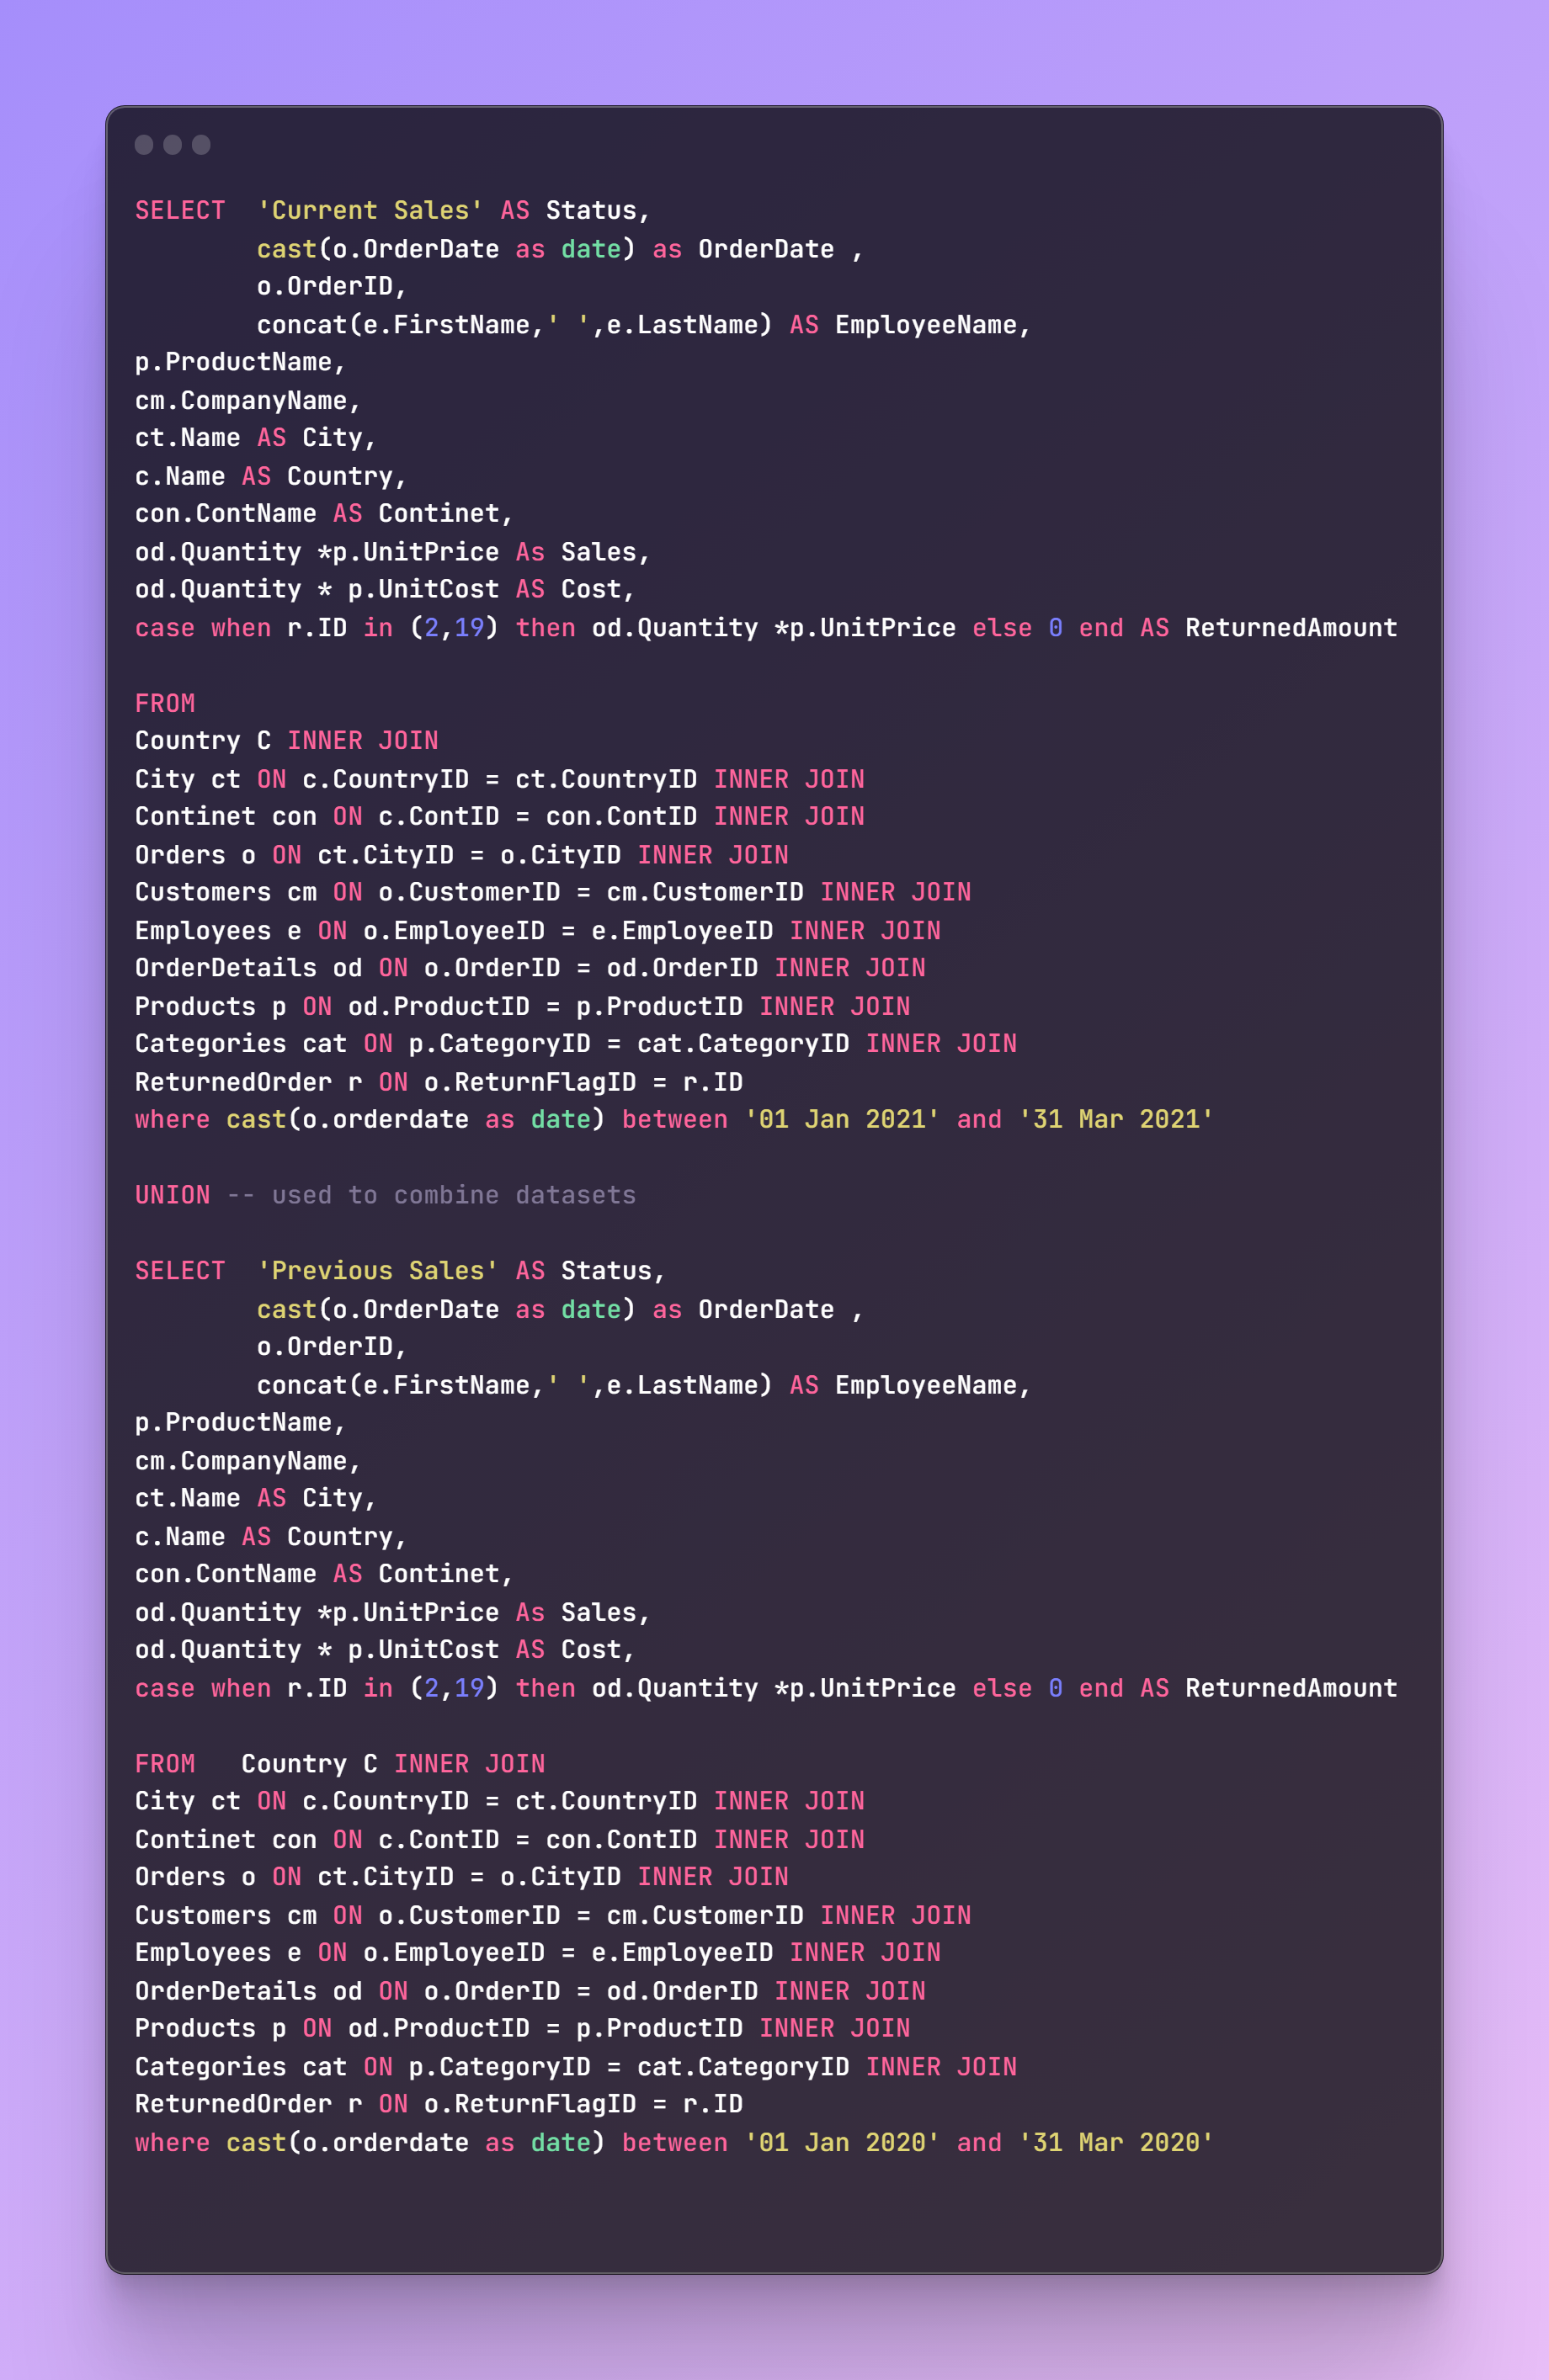 SELECT  'Current Sales' AS Status,
        cast(o.OrderDate as date) as OrderDate ,
        o.OrderID,
        concat(e.FirstName,' ',e.LastName) AS EmployeeName,
p.ProductName,
cm.CompanyName,
ct.Name AS City,
c.Name AS Country,
con.ContName AS Continet,
od.Quantity *p.UnitPrice As Sales,
od.Quantity * p.UnitCost AS Cost,
case when r.ID in (2,19) then od.Quantity *p.UnitPrice else 0 end AS ReturnedAmount

FROM
Country C INNER JOIN
City ct ON c.CountryID = ct.CountryID INNER JOIN
Continet con ON c.ContID = con.ContID INNER JOIN
Orders o ON ct.CityID = o.CityID INNER JOIN
Customers cm ON o.CustomerID = cm.CustomerID INNER JOIN
Employees e ON o.EmployeeID = e.EmployeeID INNER JOIN
OrderDetails od ON o.OrderID = od.OrderID INNER JOIN
Products p ON od.ProductID = p.ProductID INNER JOIN
Categories cat ON p.CategoryID = cat.CategoryID INNER JOIN
ReturnedOrder r ON o.ReturnFlagID = r.ID
where cast(o.orderdate as date) between '01 Jan 2021' and '31 Mar 2021'

UNION -- used to combine datasets

SELECT  'Previous Sales' AS Status,
        cast(o.OrderDate as date) as OrderDate ,
        o.OrderID,
        concat(e.FirstName,' ',e.LastName) AS EmployeeName,
p.ProductName,
cm.CompanyName,
ct.Name AS City,
c.Name AS Country,
con.ContName AS Continet,
od.Quantity *p.UnitPrice As Sales,
od.Quantity * p.UnitCost AS Cost,
case when r.ID in (2,19) then od.Quantity *p.UnitPrice else 0 end AS ReturnedAmount

FROM   Country C INNER JOIN
City ct ON c.CountryID = ct.CountryID INNER JOIN
Continet con ON c.ContID = con.ContID INNER JOIN
Orders o ON ct.CityID = o.CityID INNER JOIN
Customers cm ON o.CustomerID = cm.CustomerID INNER JOIN
Employees e ON o.EmployeeID = e.EmployeeID INNER JOIN
OrderDetails od ON o.OrderID = od.OrderID INNER JOIN
Products p ON od.ProductID = p.ProductID INNER JOIN
Categories cat ON p.CategoryID = cat.CategoryID INNER JOIN
ReturnedOrder r ON o.ReturnFlagID = r.ID
where cast(o.orderdate as date) between '01 Jan 2020' and '31 Mar 2020'